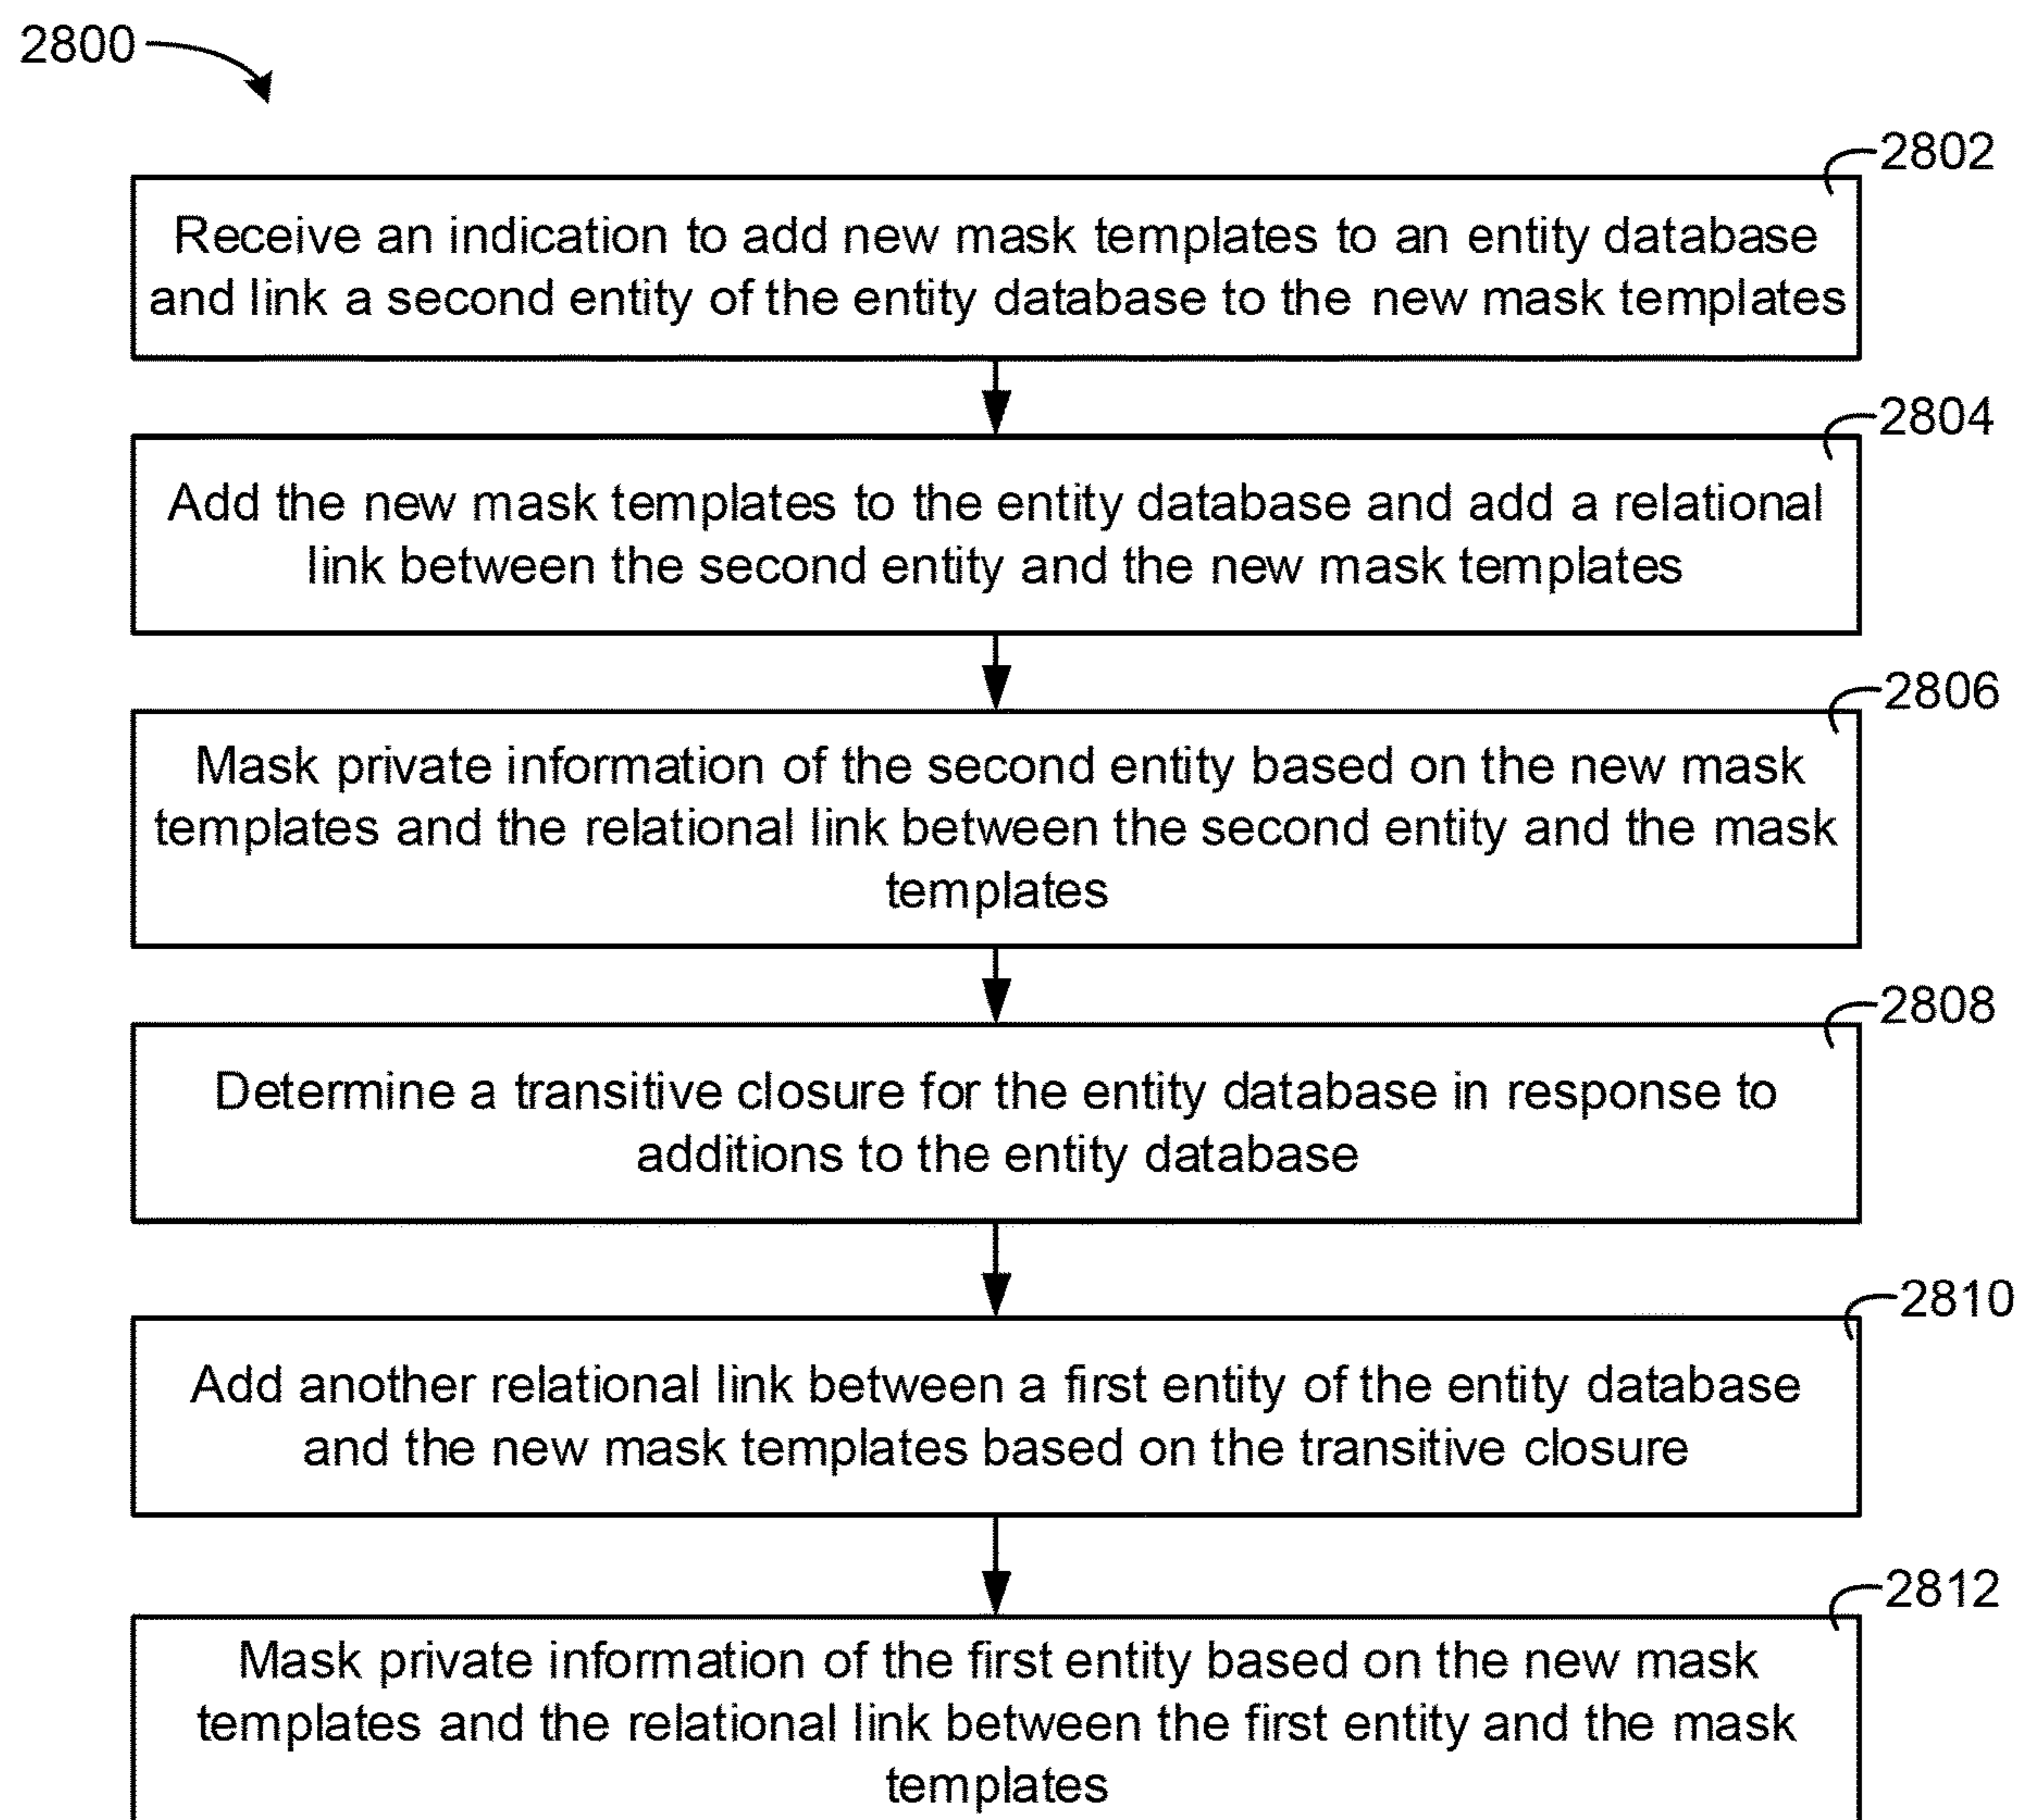 2800
2802
Receive an indication to add new mask templates to an entity database
and link a second entity of the entity database to the new mask templates
2804
Add the new mask templates to the entity database and add a relational
link between the second entity and the new mask templates
2806
Mask private information of the second entity based on the new mask
templates and the relational link between the second entity and the mask
templates
2808
Determine a transitive closure for the entity database in response to
additions to the entity database
2810
Add another relational link between a first entity of the entity database
and the new mask templates based on the transitive closure
2812
Mask private information of the first entity based on the new mask
templates and the relational link between the first entity and the mask
templates